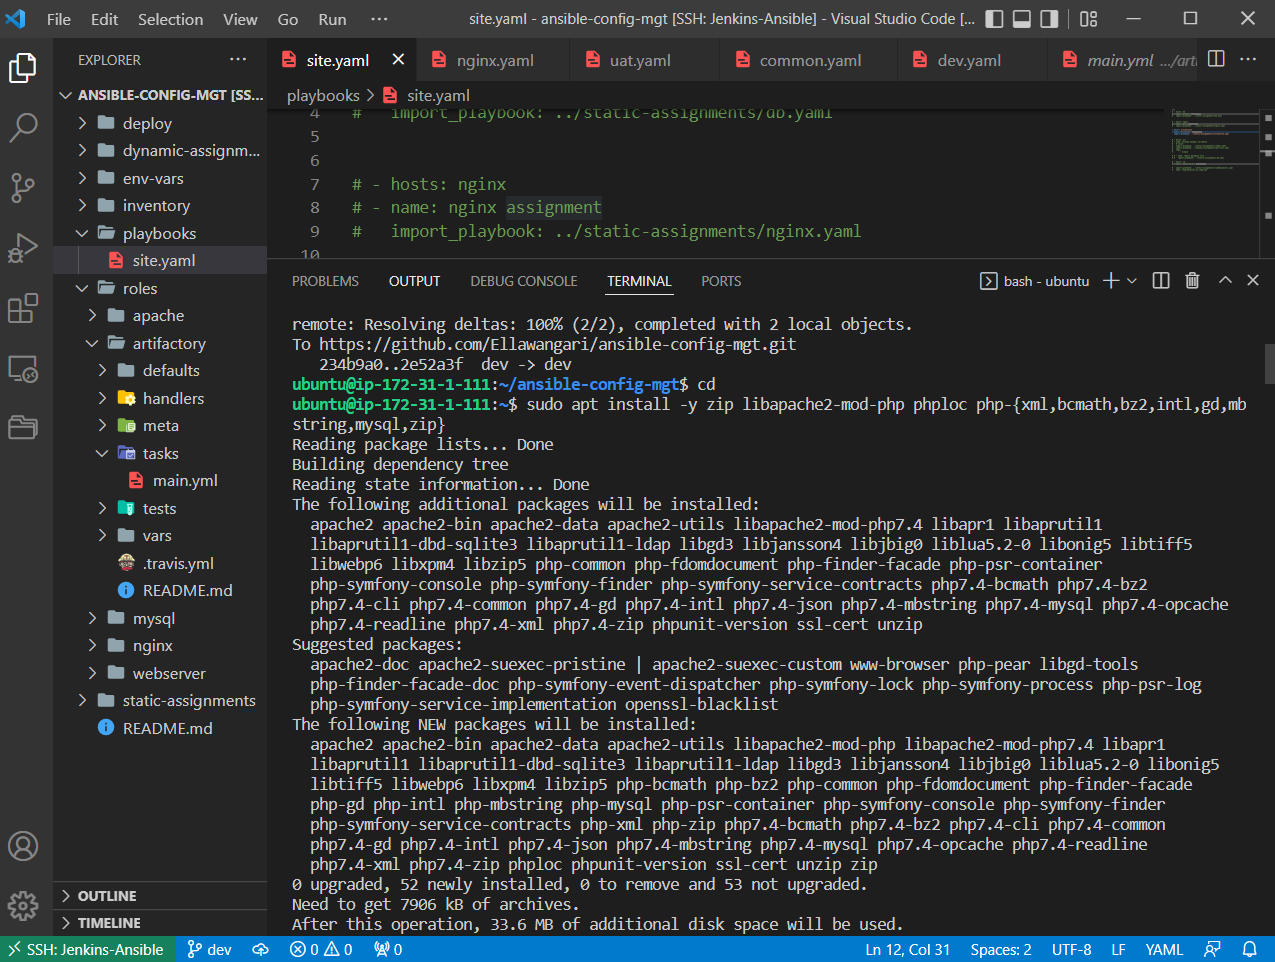 File Edit Selection View Go Run ··· site.yaml - ansible-config-mgt [SSH: Jenkins-Ansible] - Visual Studio Code [...
EXPLORER ···
ANSIBLE-CONFIG-MGT [SS...
deploy
dynamic-assignm...
env-vars
inventory
playbooks
site.yaml
roles
apache
artifactory
defaults
handlers
meta
tasks
main.yml
tests
vars
.travis.yml
README.md
mysql
nginx
webserver
static-assignments
README.md
OUTLINE
TIMELINE
site.yaml nginx.yaml uat.yaml common.yaml dev.yaml main.yml .../arti
playbooks > site.yaml
4 # import_playbook: ../static-assignments/db.yaml
5
6
7 # - hosts: nginx
8 # - name: nginx assignment
9 # import_playbook: ../static-assignments/nginx.yaml
10
PROBLEMS OUTPUT DEBUG CONSOLE TERMINAL PORTS bash - ubuntu
remote: Resolving deltas: 100% (2/2), completed with 2 local objects.
To https://github.com/Ellawangari/ansible-config-mgt.git
234b9a0..2e52a3f dev -> dev
ubuntu@ip-172-31-1-111:~/ansible-config-mgt$ cd
ubuntu@ip-172-31-1-111:~$ sudo apt install -y zip libapache2-mod-php phploc php-{xml,bcmath,bz2,intl,gd,mb
string,mysql,zip}
Reading package lists... Done
Building dependency tree
Reading state information... Done
The following additional packages will be installed:
apache2 apache2-bin apache2-data apache2-utils libapache2-mod-php7.4 libapr1 libaprutil1
libaprutil1-dbd-sqlite3 libaprutil1-ldap libgd3 libjansson4 libjbig0 liblua5.2-0 libonig5 libtiff5
libwebp6 libxpm4 libzip5 php-common php-fdomdocument php-finder-facade php-psr-container
php-symfony-console php-symfony-finder php-symfony-service-contracts php7.4-bcmath php7.4-bz2
php7.4-cli php7.4-common php7.4-gd php7.4-intl php7.4-json php7.4-mbstring php7.4-mysql php7.4-opcache
php7.4-readline php7.4-xml php7.4-zip phpunit-version ssl-cert unzip
Suggested packages:
apache2-doc apache2-suexec-pristine | apache2-suexec-custom www-browser php-pear libgd-tools
php-finder-facade-doc php-symfony-event-dispatcher php-symfony-lock php-symfony-process php-psr-log
php-symfony-service-implementation openssl-blacklist
The following NEW packages will be installed:
apache2 apache2-bin apache2-data apache2-utils libapache2-mod-php libapache2-mod-php7.4 libapr1
libaprutil1 libaprutil1-dbd-sqlite3 libaprutil1-ldap libgd3 libjansson4 libjbig0 liblua5.2-0 libonig5
libtiff5 libwebp6 libxpm4 libzip5 php-bcmath php-bz2 php-common php-fdomdocument php-finder-facade
php-gd php-intl php-mbstring php-mysql php-psr-container php-symfony-console php-symfony-finder
php-symfony-service-contracts php-xml php-zip php7.4-bcmath php7.4-bz2 php7.4-cli php7.4-common
php7.4-gd php7.4-intl php7.4-json php7.4-mbstring php7.4-mysql php7.4-opcache php7.4-readline
php7.4-xml php7.4-zip phploc phpunit-version ssl-cert unzip zip
0 upgraded, 52 newly installed, 0 to remove and 53 not upgraded.
Need to get 7906 kB of archives.
After this operation, 33.6 MB of additional disk space will be used.
SSH: Jenkins-Ansible dev 0 0 0 Ln 12, Col 31 Spaces: 2 UTF-8 LF YAML